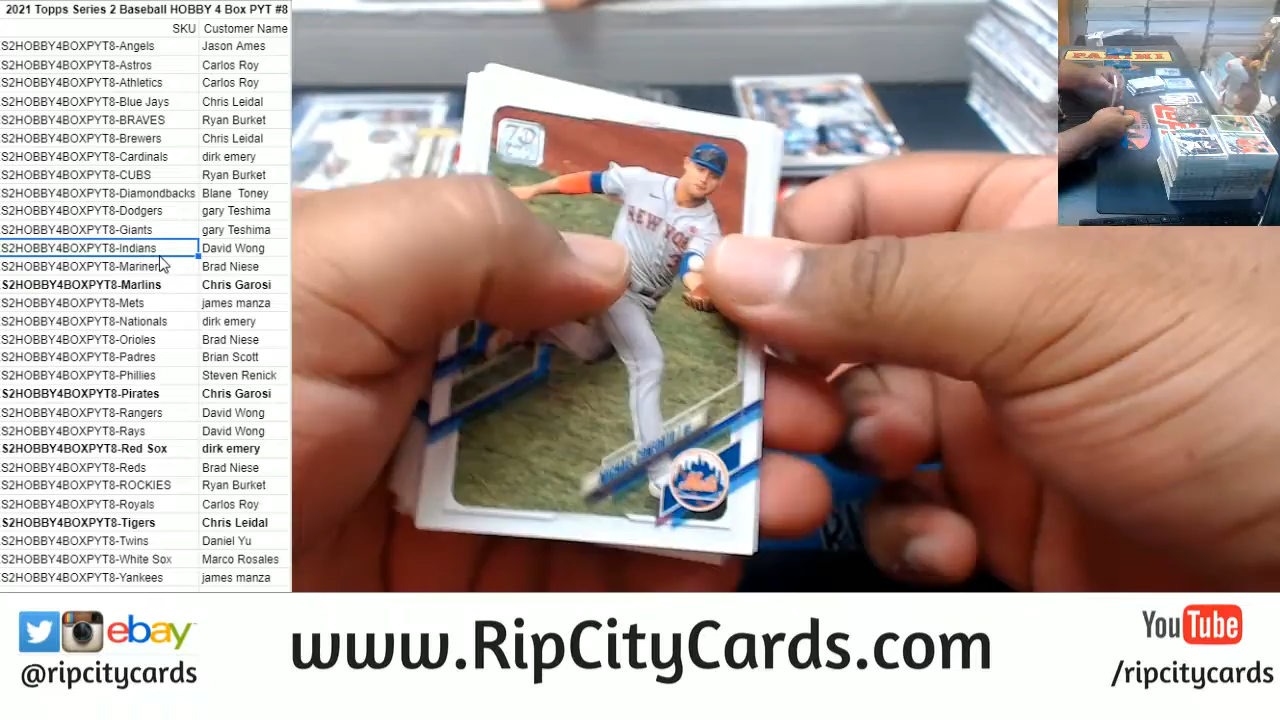 2021 Topps Series 2 Baseball HOBBY 4 Box PYT #8
SKU Customer Name
S2HOBBY4BOXPYT8-Angels Jason Ames
S2HOBBY4BOXPYT8-Astros Carlos Roy
S2HOBBY4BOXPYT8-Athletics Carlos Roy
S2HOBBY4BOXPYT8-Blue Jays Chris Leidal
S2HOBBY4BOXPYT8-BRAVES Ryan Burket
S2HOBBY4BOXPYT8-Brewers Chris Leidal
S2HOBBY4BOXPYT8-Cardinals dirk emery
S2HOBBY4BOXPYT8-CUBS Ryan Burket
S2HOBBY4BOXPYT8-Diamondbacks Blane Toney
S2HOBBY4BOXPYT8-Dodgers gary Teshima
S2HOBBY4BOXPYT8-Giants gary Teshima
S2HOBBY4BOXPYT8-Indians David Wong
S2HOBBY4BOXPYT8-Mariners Brad Niese
S2HOBBY4BOXPYT8-Marlins Chris Garosi
S2HOBBY4BOXPYT8-Mets james manza
S2HOBBY4BOXPYT8-Nationals dirk emery
S2HOBBY4BOXPYT8-Orioles Brad Niese
S2HOBBY4BOXPYT8-Padres Brian Scott
S2HOBBY4BOXPYT8-Phillies Steven Renick
S2HOBBY4BOXPYT8-Pirates Chris Garosi
S2HOBBY4BOXPYT8-Rangers David Wong
S2HOBBY4BOXPYT8-Rays David Wong
S2HOBBY4BOXPYT8-Red Sox dirk emery
S2HOBBY4BOXPYT8-Reds Brad Niese
S2HOBBY4BOXPYT8-ROCKIES Ryan Burket
S2HOBBY4BOXPYT8-Royals Carlos Roy
S2HOBBY4BOXPYT8-Tigers Chris Leidal
S2HOBBY4BOXPYT8-Twins Daniel Yu
S2HOBBY4BOXPYT8-White Sox Marco Rosales
S2HOBBY4BOXPYT8-Yankees james manza
70
NEW YORK
Mets
PANINI
ebay
@ripcitycards
www.RipCityCards.com
YouTube
/ripcitycards